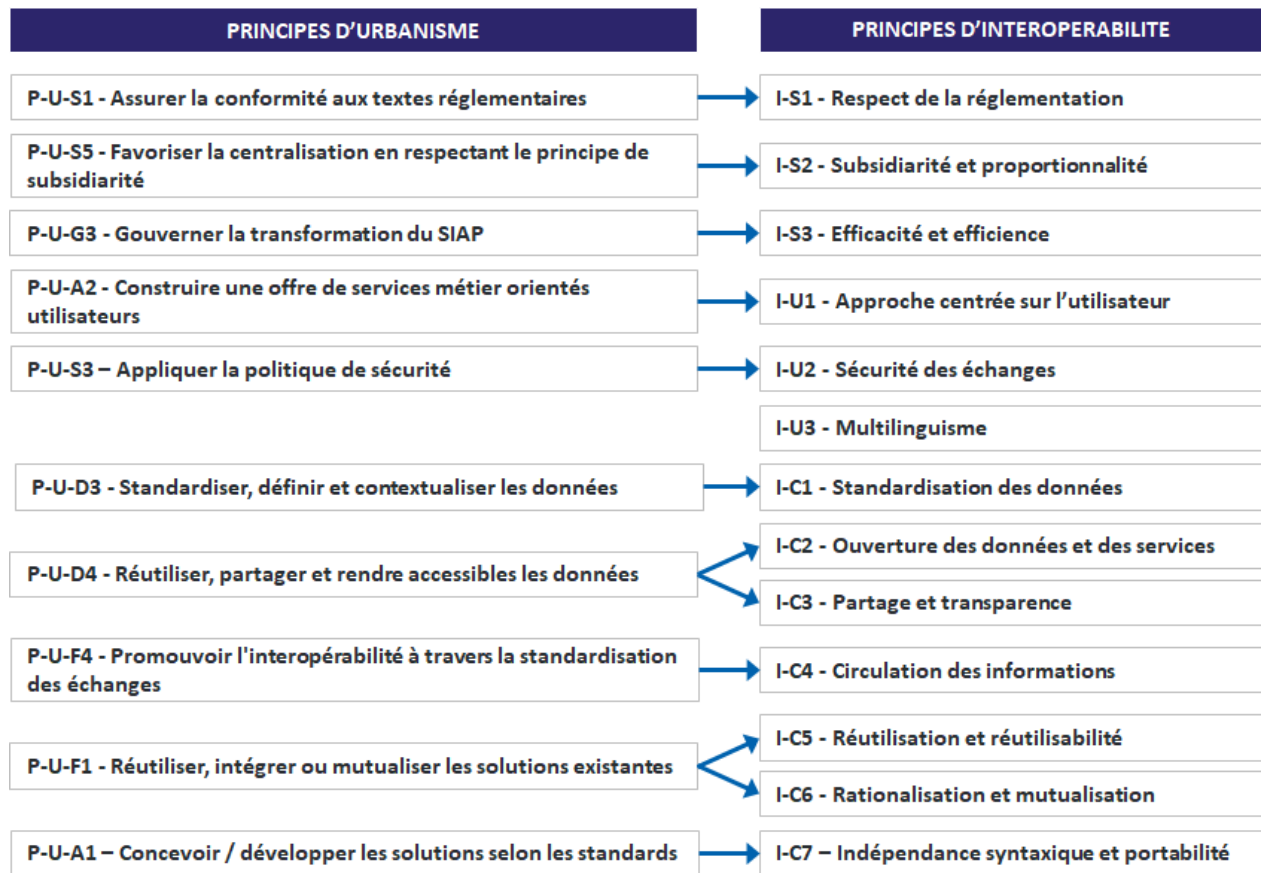 PRINCIPES D'URBANISME
PRINCIPES D'INTEROPERABILITE
P-U-S1 - Assurer la conformité aux textes réglementaires
I-S1 - Respect de la réglementation
P-U-S5 - Favoriser la centralisation en respectant le principe de
subsidiarité
I-S2 - Subsidiarité et proportionnalité
P-U-G3 - Gouverner la transformation du SIAP
I-S3 - Efficacité et efficience
P-U-A2 - Construire une offre de services métier orientés
utilisateurs
I-U1 - Approche centrée sur l’utilisateur
P-U-S3 – Appliquer la politique de sécurité
I-U2 - Sécurité des échanges
I-U3 - Multilinguisme
P-U-D3 - Standardiser, définir et contextualiser les données
I-C1 - Standardisation des données
P-U-D4 - Réutiliser, partager et rendre accessibles les données
I-C2 - Ouverture des données et des services
I-C3 - Partage et transparence
P-U-F4 - Promouvoir l'interopérabilité à travers la standardisation
des échanges
I-C4 - Circulation des informations
P-U-F1 - Réutiliser, intégrer ou mutualiser les solutions existantes
I-C5 - Réutilisation et réutilisabilité
I-C6 - Rationalisation et mutualisation
P-U-A1 – Concevoir / développer les solutions selon les standards
I-C7 – Indépendance syntaxique et portabilité